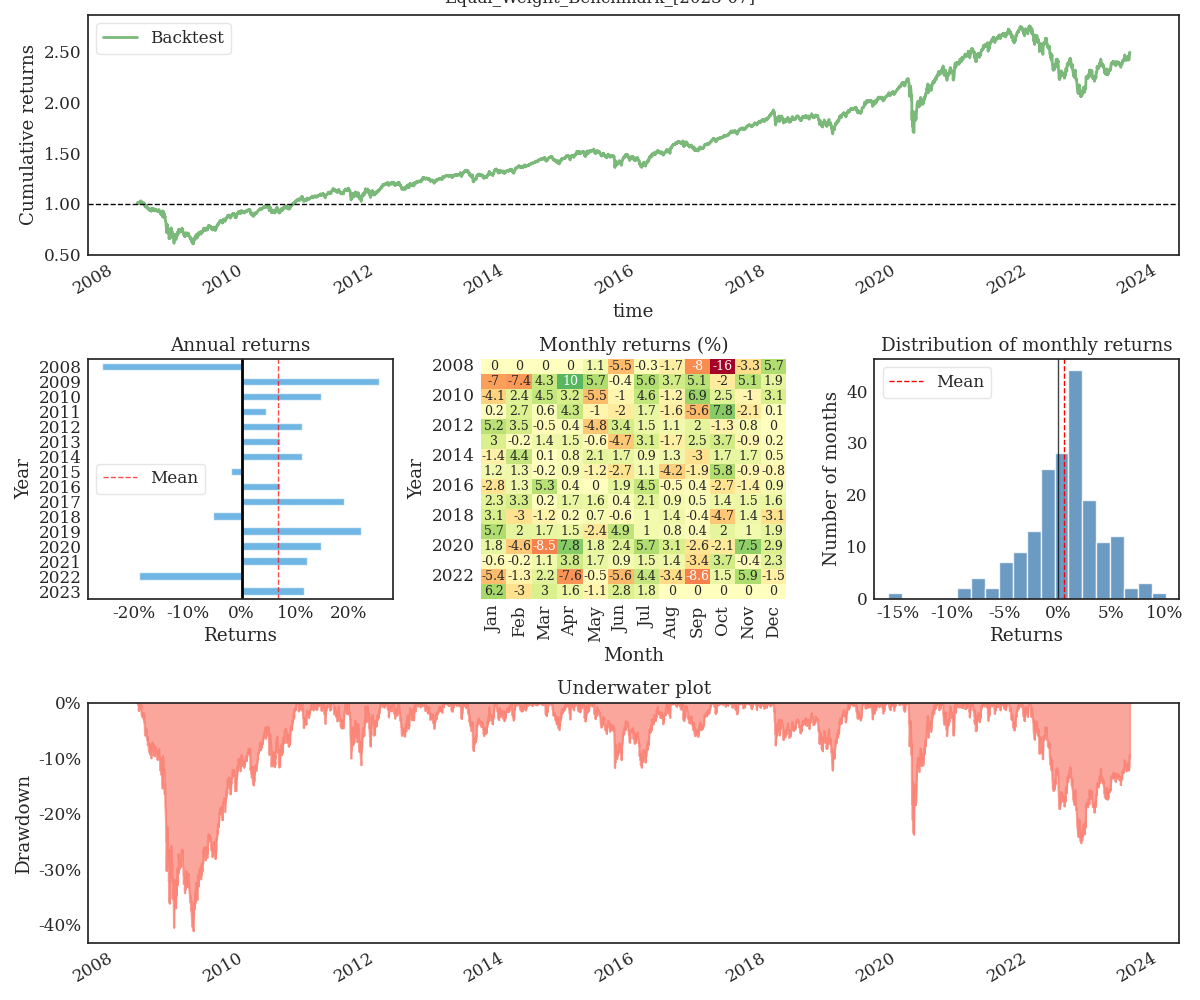 Equal_Weight_Benchmark_[2023-07]
Backtest
Cumulative returns
2.50
2.00
1.50
1.00
0.50
2008 2010 2012 2014 2016 2018 2020 2022 2024
time
Annual returns
Year
2008
2009
2010
2011
2012
2013
2014
2015
2016
2017
2018
2019
2020
2021
2022
2023
Mean
-20% -10% 0% 10% 20%
Returns
Monthly returns (%)
Year
2008 0 0 0 0 1.1 -5.5 -0.3 -1.7 -8 -16 -3.3 5.7
-7 -7.4 4.3 10 5.7 -0.4 5.6 3.7 5.1 -2 5.1 1.9
2010 -4.1 2.4 4.5 3.2 -5.5 -1 4.6 -1.2 6.9 2.5 -1 3.1
0.2 2.7 0.6 4.3 -1 -2 1.7 -1.6 -5.6 7.8 -2.1 0.1
2012 5.2 3.5 -0.5 0.4 -4.8 3.4 1.5 1.1 2 -1.3 0.8 0
3 -0.2 1.4 1.5 -0.6 -4.7 3.1 -1.7 2.5 3.7 -0.9 0.2
2014 -1.4 4.4 0.1 0.8 2.1 1.7 0.9 1.3 -3 1.7 1.7 0.5
1.2 1.3 -0.2 0.9 -1.2 -2.7 1.1 -4.2 -1.9 5.8 -0.9 -0.8
2016 -2.8 1.3 5.3 0.4 0 1.9 4.5 -0.5 0.4 -2.7 -1.4 0.9
2.3 3.3 0.2 1.7 1.6 0.4 2.1 0.9 0.5 1.4 1.5 1.6
2018 3.1 -3 -1.2 0.2 0.7 -0.6 1 1.4 -0.4 -4.7 1.4 -3.1
5.7 2 1.7 1.5 -2.4 4.9 1 0.8 0.4 2 1 1.9
2020 1.8 -4.6 -8.5 7.8 1.8 2.4 5.7 3.1 -2.6 -2.1 7.5 2.9
-0.6 -0.2 1.1 3.8 1.7 0.9 1.5 1.4 -3.4 3.7 -0.4 2.3
2022 -5.4 -1.3 2.2 -7.6 -0.5 -5.6 4.4 -3.4 -8.6 1.5 5.9 -1.5
6.2 -3 3 1.6 -1.1 2.8 1.8 0 0 0 0 0
Jan Feb Mar Apr May Jun Jul Aug Sep Oct Nov Dec
Month
Distribution of monthly returns
Mean
Number of months
40
30
20
10
0
-15% -10% -5% 0% 5% 10%
Returns
Underwater plot
Drawdown
0%
-10%
-20%
-30%
-40%
2008 2010 2012 2014 2016 2018 2020 2022 2024